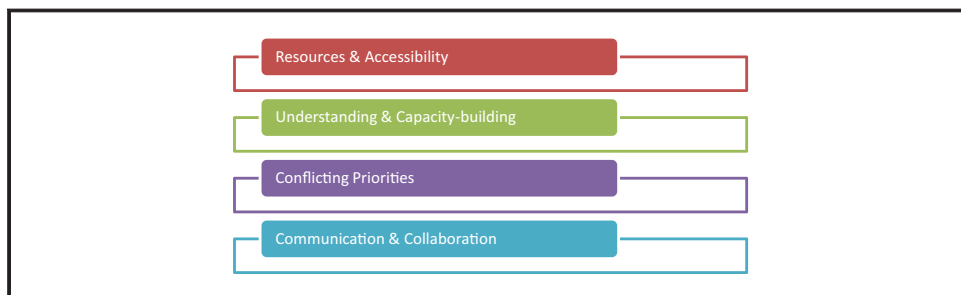 Resources & Accessibility
Understanding & Capacity-building
Conflicting Priorities
Communication & Collaboration